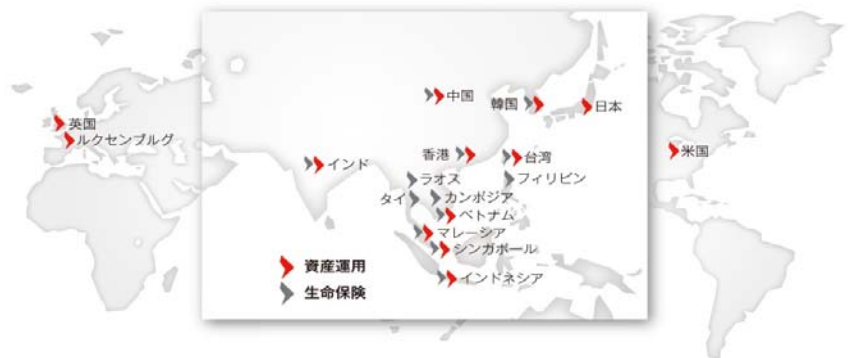 中国
韓国
日本
英国
ルクセンブルグ
米国
香港
台湾
インド
ラオス
フィリピン
タイ
カンボジア
ベトナム
マレーシア
シンガポール
インドネシア
資産運用
生命保険